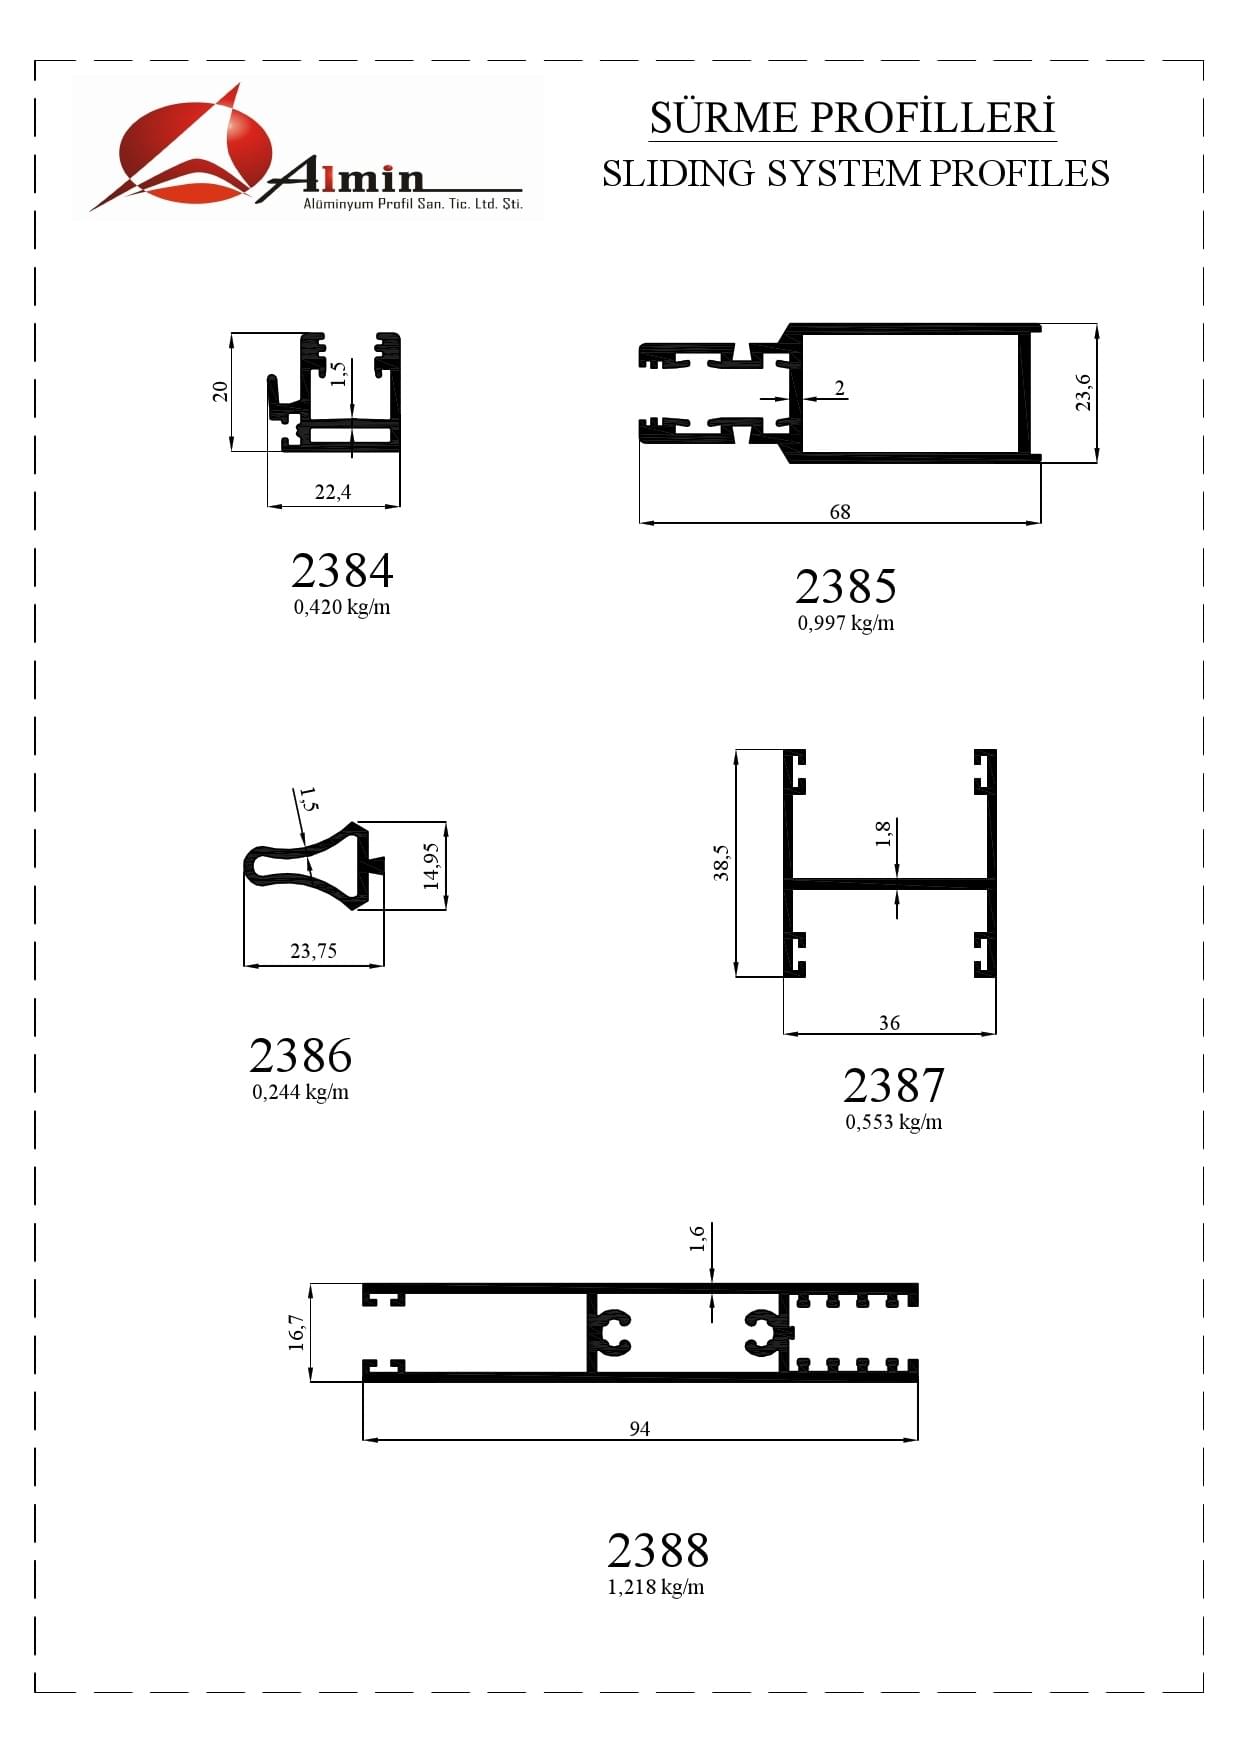 Almin
Alüminyum Profil San. Tic. Ltd. Şti.
SÜRME PROFİLLERİ
SLIDING SYSTEM PROFILES
20
1,5
22,4
2384
0,420 kg/m
2
23,6
68
2385
0,997 kg/m
1,5
14,95
23,75
2386
0,244 kg/m
38,5
1,8
36
2387
0,553 kg/m
1,6
16,7
94
2388
1,218 kg/m